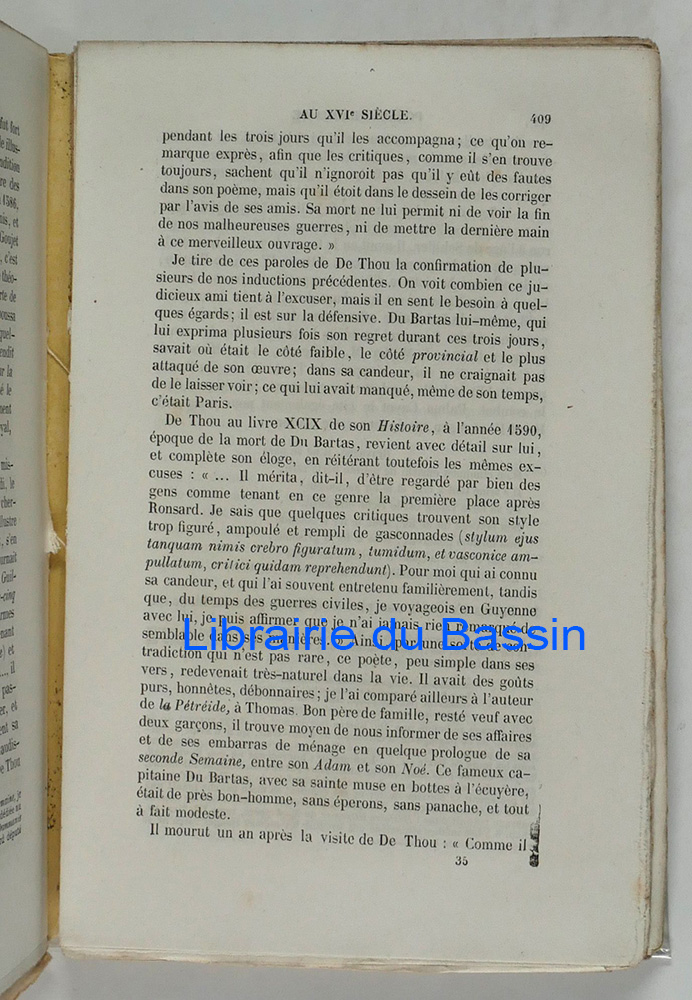 AU XVIe SIÈCLE. 409
pendant les trois jours qu'il les accompagna; ce qu'on re-
marque exprès, afin que les critiques, comme il s'en trouve
toujours, sachent qu'il n'ignoroit pas qu'il y eût des fautes
dans son poème, mais qu'il étoit dans le dessein de les corriger
par l'avis de ses amis. Sa mort ne lui permit ni de voir la fin
de nos malheureuses guerres, ni de mettre la dernière main
à ce merveilleux ouvrage. »
Je tire de ces paroles de De Thou la confirmation de plu-
sieurs de nos inductions précédentes. On voit combien ce ju-
dicieux ami tient à l'excuser, mais il en sent le besoin à quel-
ques égards; il est sur la défensive. Du Bartas lui-même, qui
lui exprima plusieurs fois son regret durant ces trois jours,
savait où était le côté faible, le côté provincial et le plus
attaqué de son œuvre; dans sa candeur, il ne craignait pas
de le laisser voir; ce qui lui avait manqué, même de son temps,
c'était Paris.
De Thou au livre XCIX de son Histoire, à l'année 1590,
époque de la mort de Du Bartas, revient avec détail sur lui,
et complète son éloge, en réitérant toutefois les mêmes ex-
cuses : « ... Il mérita, dit-il, d'être regardé par bien des
gens comme tenant en ce genre la première place après
Ronsard. Je sais que quelques critiques trouvent son style
trop figuré, ampoulé et rempli de gasconnades (stylum ejus
tanquam nimis crebro figuratum, tumidum, et vasconice am-
pullatum, critici quidam reprehendunt). Pour moi qui ai connu
sa candeur, et qui l'ai souvent entretenu familièrement, tandis
que, du temps des guerres civiles, je voyageois en Guyenne
avec lui, je puis affirmer que je n'ai jamais rien remarqué de
semblable dans ses manières. » Ainsi, par une sorte de con-
tradiction qui n'est pas rare, ce poète, peu simple dans ses
vers, redevenait très-naturel dans la vie. Il avait des goûts
purs, honnêtes, débonnaires; je l'ai comparé ailleurs à l'auteur
de la Pétréide, à Thomas. Bon père de famille, resté veuf avec
deux garçons, il trouve moyen de nous informer de ses affaires
et de ses embarras de ménage en quelque prologue de sa
seconde Semaine, entre son Adam et son Noé. Ce fameux ca-
pitaine Du Bartas, avec sa sainte muse en bottes à l'écuyère,
était de près bon-homme, sans éperons, sans panache, et tout
à fait modeste.
Il mourut un an après la visite de De Thou : « Comme il
35
Librairie du Bassin